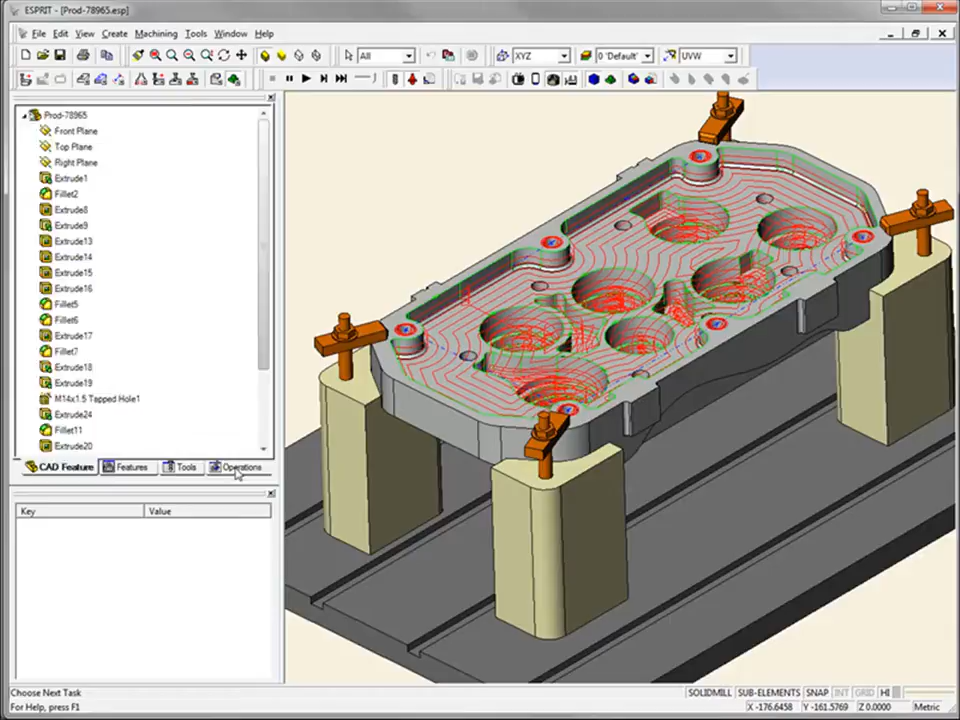 ESPRIT - [Prod-78965.esp]
File Edit View Create Machining Tools Window Help
All XYZ 0 'Default' UVW
Prod-78965
Front Plane
Top Plane
Right Plane
Extrude1
Fillet2
Extrude8
Extrude9
Extrude13
Extrude14
Extrude15
Extrude16
Fillet5
Fillet6
Extrude17
Fillet7
Extrude18
Extrude19
M14x1.5 Tapped Hole1
Extrude24
Fillet11
Extrude20
CAD Feature Features Tools Operations
Key Value
Choose Next Task SOLIDMILL SUB-ELEMENTS SNAP INT GRID HI
For Help, press F1 X -176.6458 Y -161.5769 Z 0.0000 Metric